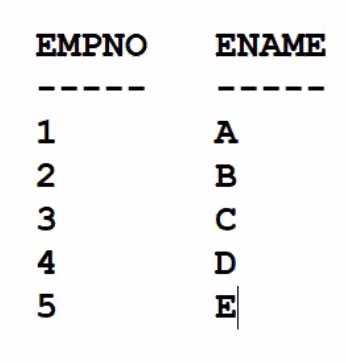 EMPNO ENAME
----- -----
1 A
2 B
3 C
4 D
5 E